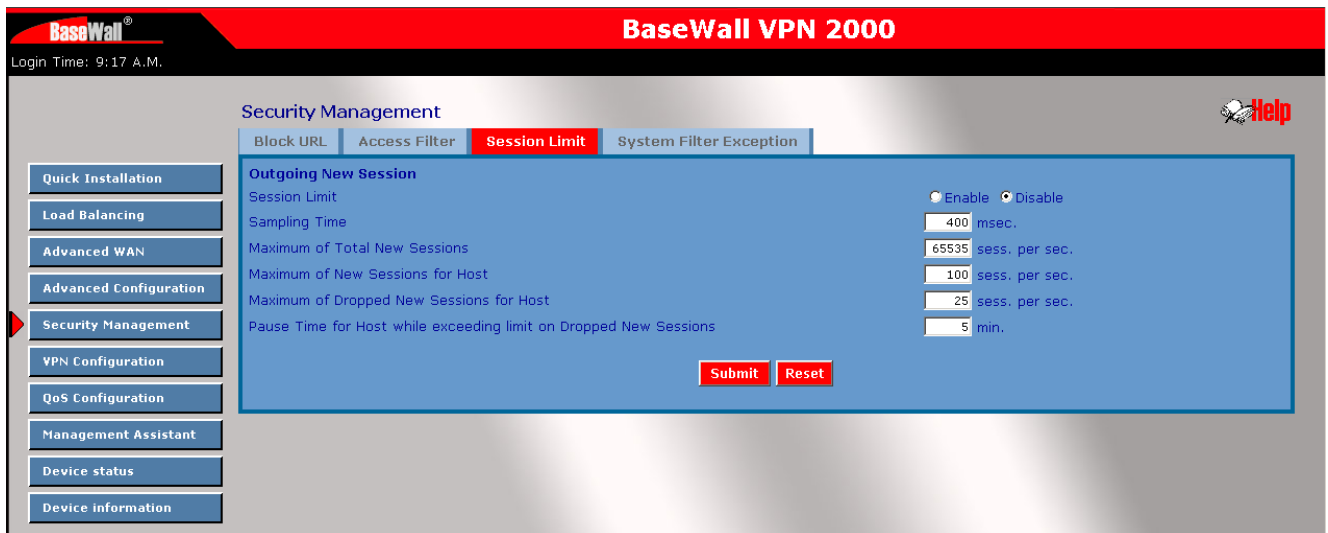 BaseWall®
BaseWall VPN 2000
Login Time: 9:17 A.M.
Security Management
Help
Block URL Access Filter Session Limit System Filter Exception
Quick Installation
Load Balancing
Advanced WAN
Advanced Configuration
Security Management
VPN Configuration
QoS Configuration
Management Assistant
Device status
Device information
Outgoing New Session
Session Limit Enable Disable
Sampling Time 400 msec.
Maximum of Total New Sessions 65535 sess. per sec.
Maximum of New Sessions for Host 100 sess. per sec.
Maximum of Dropped New Sessions for Host 25 sess. per sec.
Pause Time for Host while exceeding limit on Dropped New Sessions 5 min.
Submit Reset